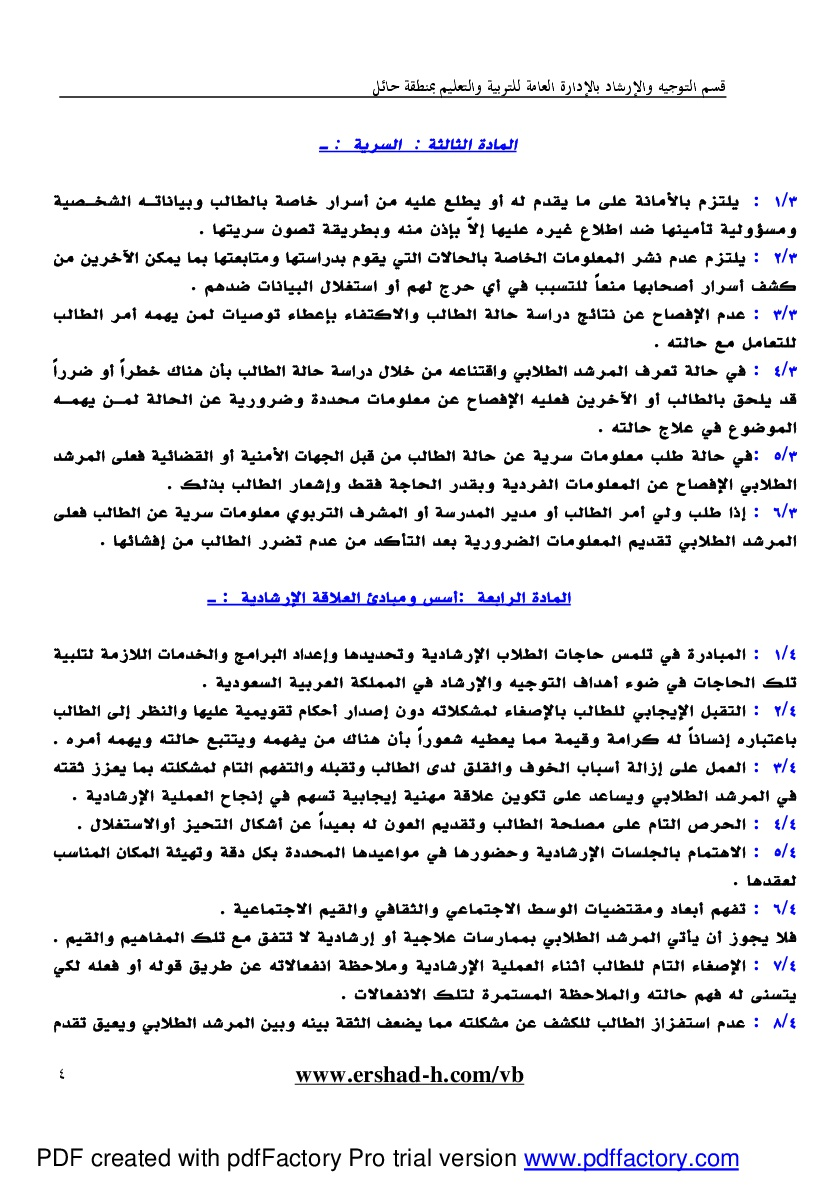 قسم التوجيه والإرشاد بالإدارة العامة للتربية والتعليم بمنطقة حائل
المادة الثالثة : السرية : ـ
١/٣ : يلتزم بالأمانة على ما يقدم له أو يطلع عليه من أسرار خاصة بالطالب وبياناتــه الشخــصية
ومسؤولية تأمينها ضد اطلاع غيره عليها إلاّ بإذن منه وبطريقة تصون سريتها .
٢/٣ : يلتزم عدم نشر المعلومات الخاصة بالحالات التي يقوم بدراستها ومتابعتها بما يمكن الآخرين من
كشف أسرار أصحابها منعاً للتسبب في أي حرج لهم أو استغلال البيانات ضدهم .
٣/٣ : عدم الإفصاح عن نتائج دراسة حالة الطالب والاكتفاء بإعطاء توصيات لمن يهمه أمر الطالب
للتعامل مع حالته .
٤/٣ : في حالة تعرف المرشد الطلابي واقتناعه من خلال دراسة حالة الطالب بأن هناك خطراً أو ضرراً
قد يلحق بالطالب أو الآخرين فعليه الإفصاح عن معلومات محددة وضرورية عن الحالة لمــن يهمــه
الموضوع في علاج حالته .
٥/٣ :في حالة طلب معلومات سرية عن حالة الطالب من قبل الجهات الأمنية أو القضائية فعلى المرشد
الطلابي الإفصاح عن المعلومات الفردية وبقدر الحاجة فقط وإشعار الطالب بذلك .
٦/٣ : إذا طلب ولي أمر الطالب أو مدير المدرسة أو المشرف التربوي معلومات سرية عن الطالب فعلى
المرشد الطلابي تقديم المعلومات الضرورية بعد التأكد من عدم تضرر الطالب من إفشائها .
المادة الرابعة :أسس ومبادئ العلاقة الإرشادية : ـ
١/٤ : المبادرة في تلمس حاجات الطلاب الإرشادية وتحديدها وإعداد البرامج والخدمات اللازمة لتلبية
تلك الحاجات في ضوء أهداف التوجيه والإرشاد في المملكة العربية السعودية .
٢/٤ : التقبل الإيجابي للطالب بالإصغاء لمشكلاته دون إصدار أحكام تقويمية عليها والنظر إلى الطالب
باعتباره إنساناً له كرامة وقيمة مما يعطيه شعوراً بأن هناك من يفهمه ويتتبع حالته ويهمه أمره .
٣/٤ : العمل على إزالة أسباب الخوف والقلق لدى الطالب وتقبله والتفهم التام لمشكلته بما يعزز ثقته
في المرشد الطلابي ويساعد على تكوين علاقة مهنية إيجابية تسهم في إنجاح العملية الإرشادية .
٤/٤ : الحرص التام على مصلحة الطالب وتقديم العون له بعيداً عن أشكال التحيز أوالاستغلال .
٥/٤ : الاهتمام بالجلسات الإرشادية وحضورها في مواعيدها المحددة بكل دقة وتهيئة المكان المناسب
لعقدها .
٦/٤ : تفهم أبعاد ومقتضيات الوسط الاجتماعي والثقافي والقيم الاجتماعية .
فلا يجوز أن يأتي المرشد الطلابي بممارسات علاجية أو إرشادية لا تتفق مع تلك المفاهيم والقيم .
٧/٤ : الإصغاء التام للطالب أثناء العملية الإرشادية وملاحظة انفعالاته عن طريق قوله أو فعله لكي
يتسنى له فهم حالته والملاحظة المستمرة لتلك الانفعالات .
٨/٤ : عدم استفزاز الطالب للكشف عن مشكلته مما يضعف الثقة بينه وبين المرشد الطلابي ويعيق تقدم
www.ershad-h.com/vb
٤
PDF created with pdfFactory Pro trial version www.pdffactory.com